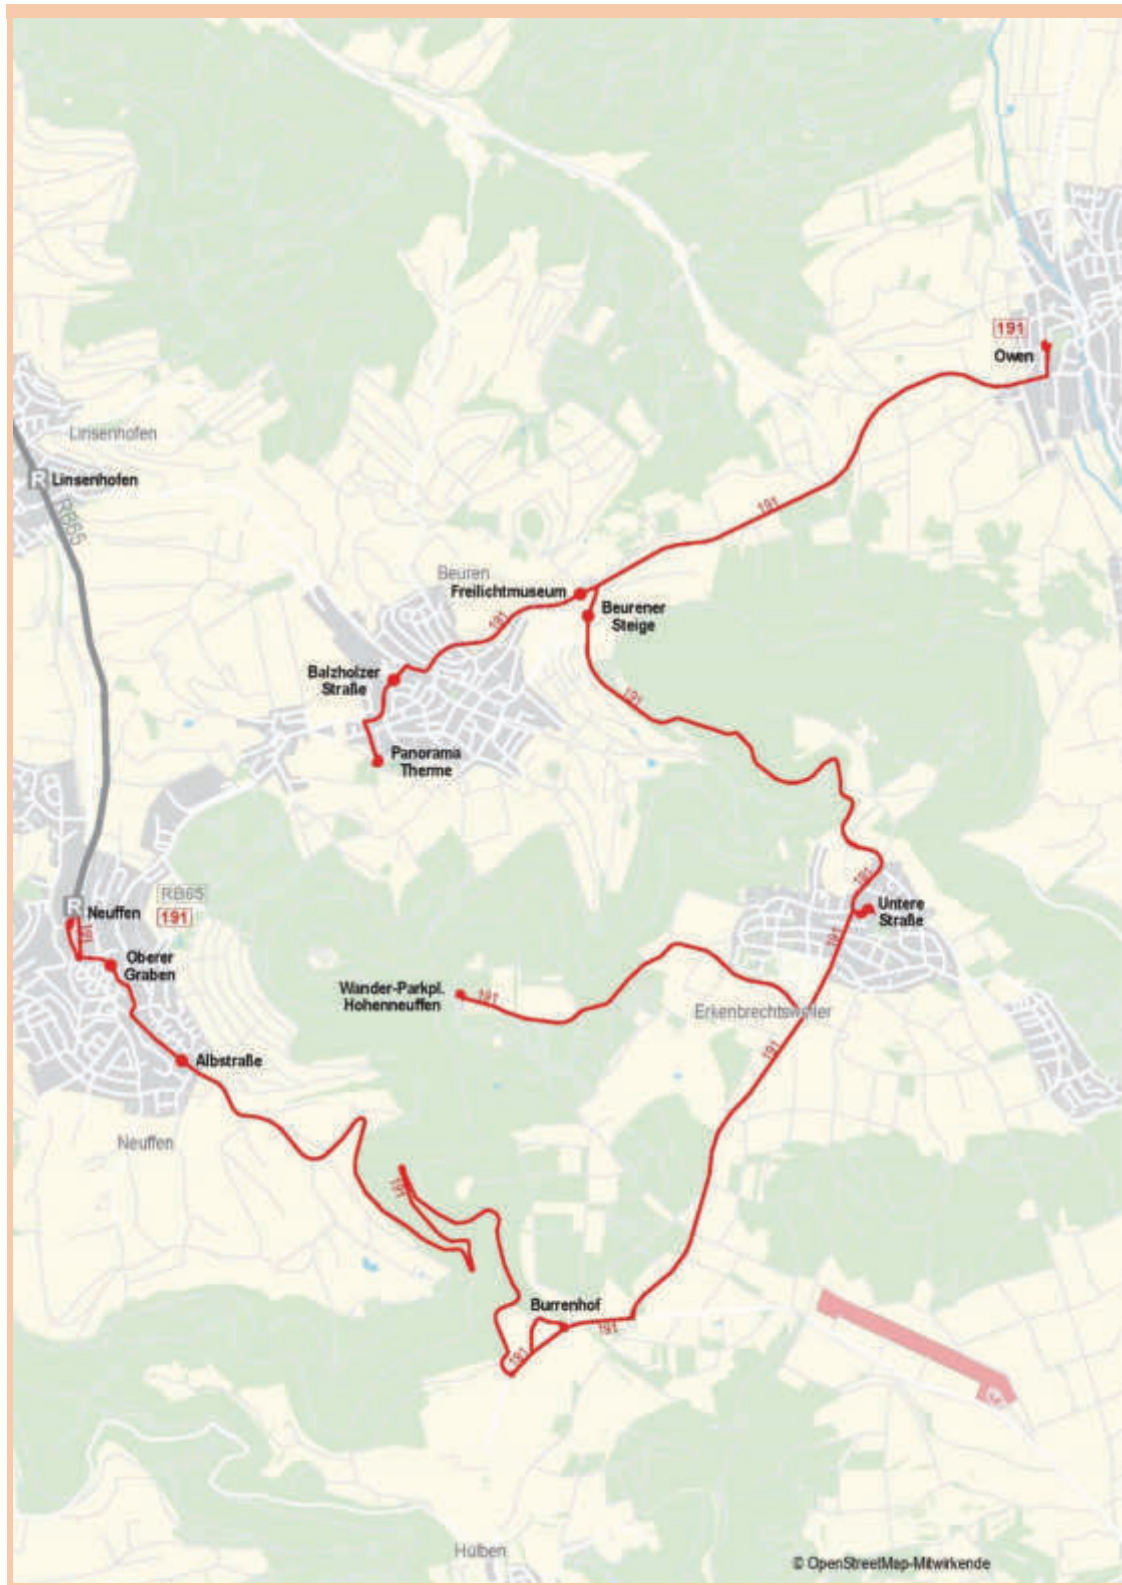 191
Owen
Linsenhofen
R Linsenhofen
RB65
191
Beuren
Freilichtmuseum
Beurener
Steige
191
Balzholzer
Straße
191
Panorama
Therme
191
RB65
R
Neuffen
191
191
Untere
Straße
191
Oberer
Graben
Wander-Parkpl.
Hohenneuffen
191
Erkenbrechtsweiler
191
Albstraße
Neuffen
191
Burrenhof
191
191
Hülben
© OpenStreetMap-Mitwirkende